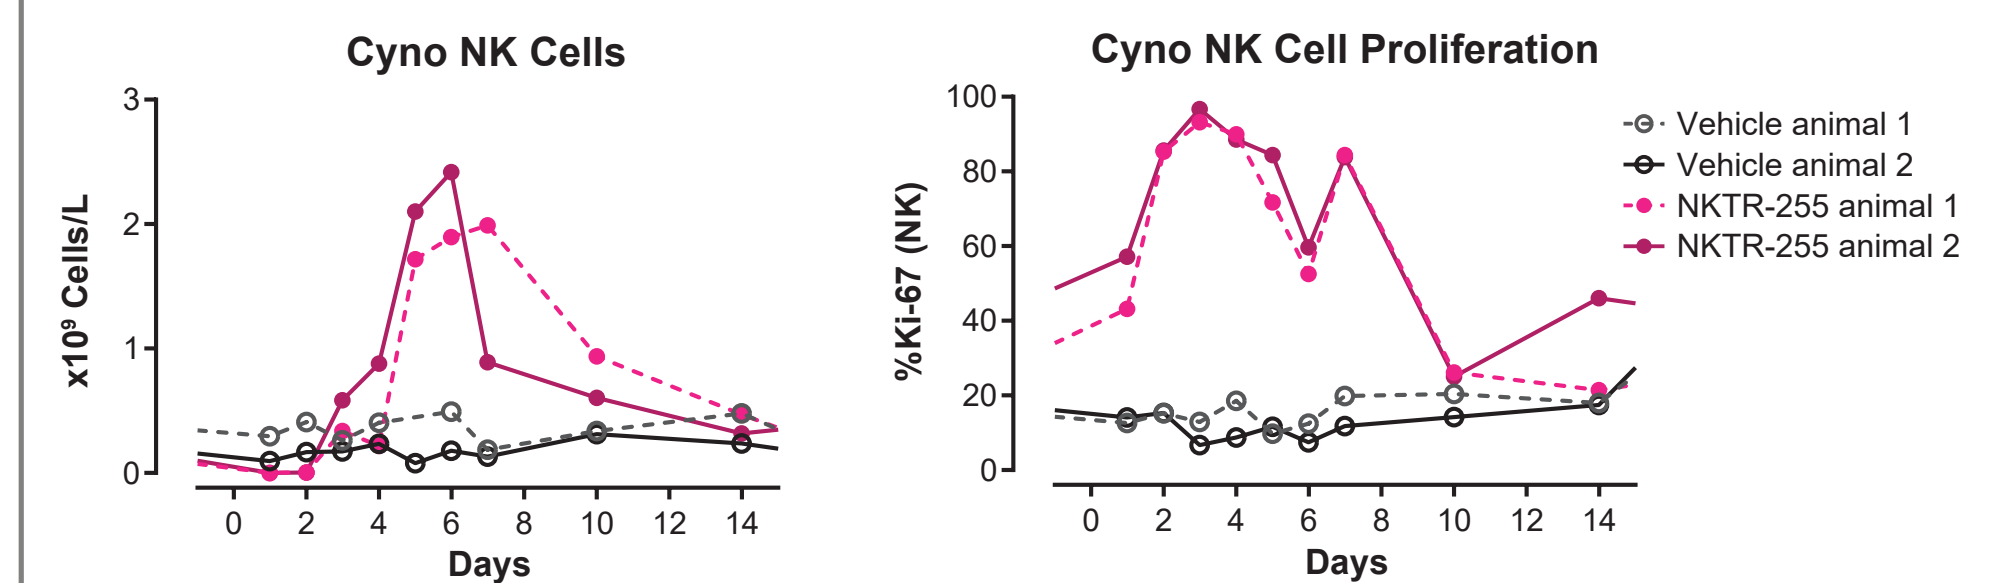 Cyno NK Cells
3
2
1
0
x10⁹ Cells/L
0 2 4 6 8 10 12 14
Days
Cyno NK Cell Proliferation
100
80
60
40
20
0
%Ki-67 (NK)
0 2 4 6 8 10 12 14
Days
Vehicle animal 1
Vehicle animal 2
NKTR-255 animal 1
NKTR-255 animal 2